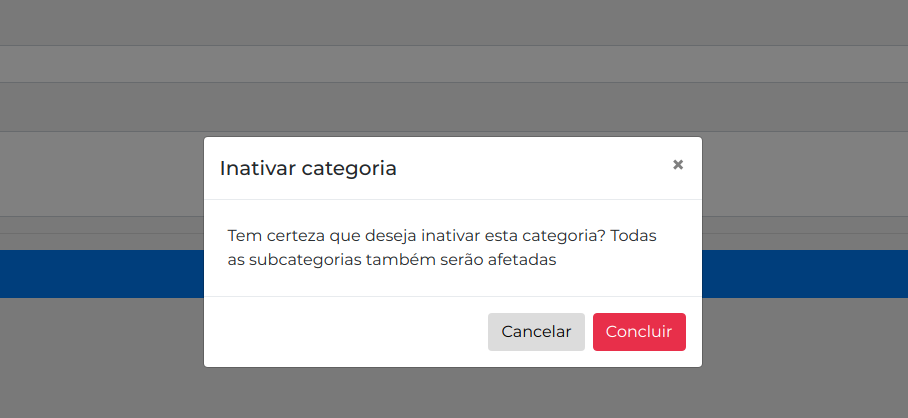 Inativar categoria
×
Tem certeza que deseja inativar esta categoria? Todas
as subcategorias também serão afetadas
Cancelar
Concluir